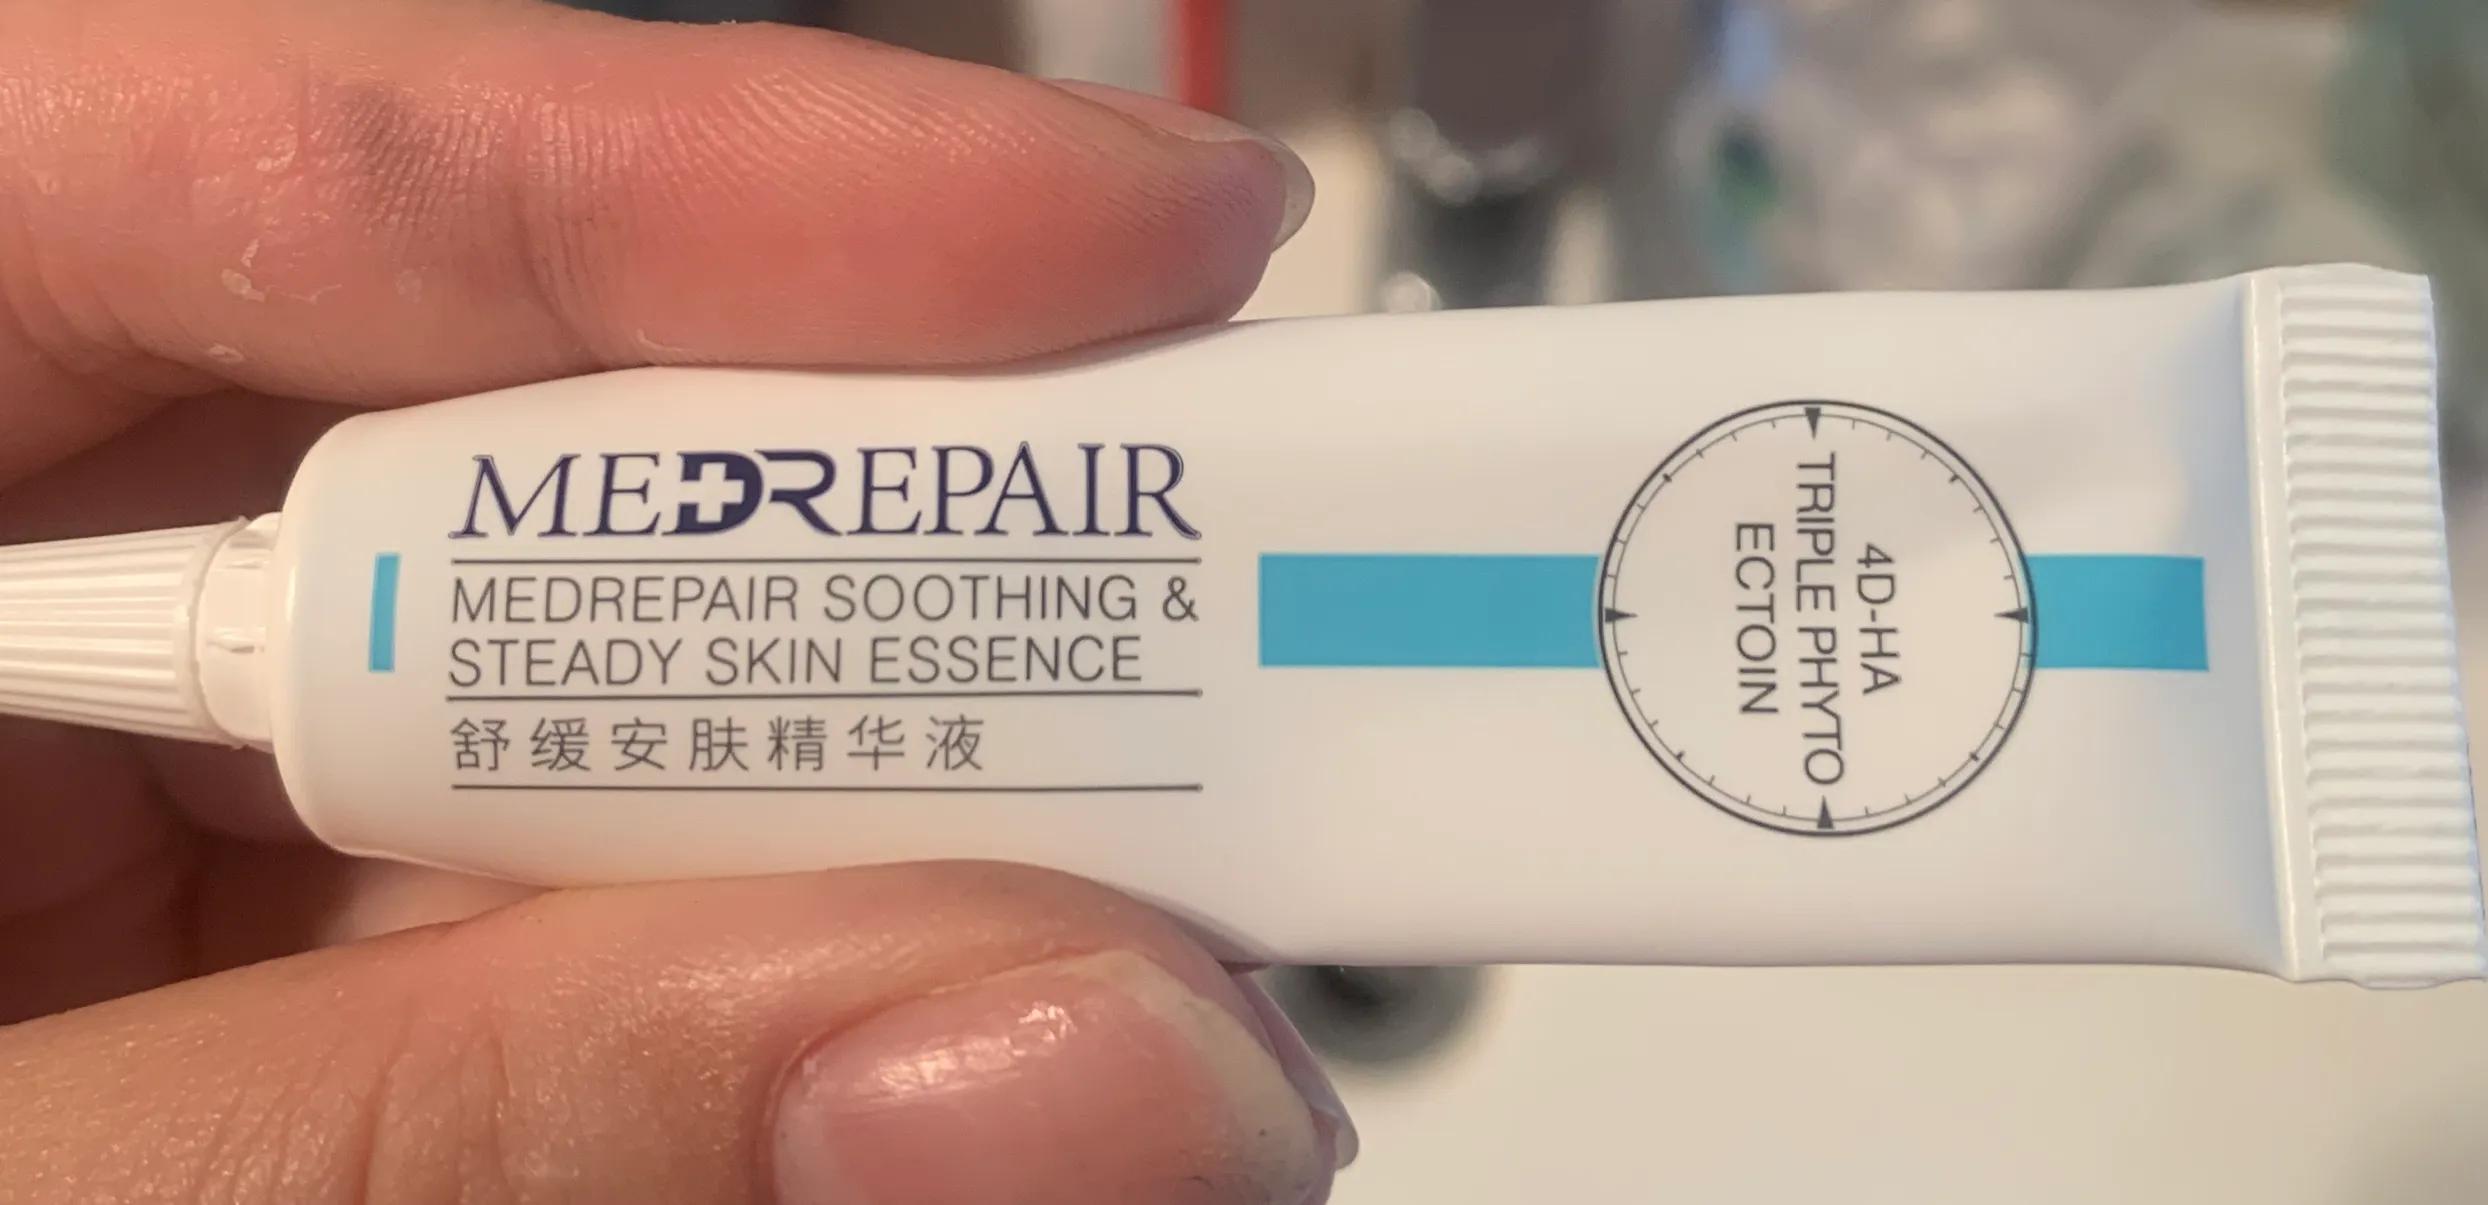 MEDREPAIR
MEDREPAIR SOOTHING &
STEADY SKIN ESSENCE
舒缓安肤精华液
4D-HA
TRIPLE PHYTO
ECTOIN